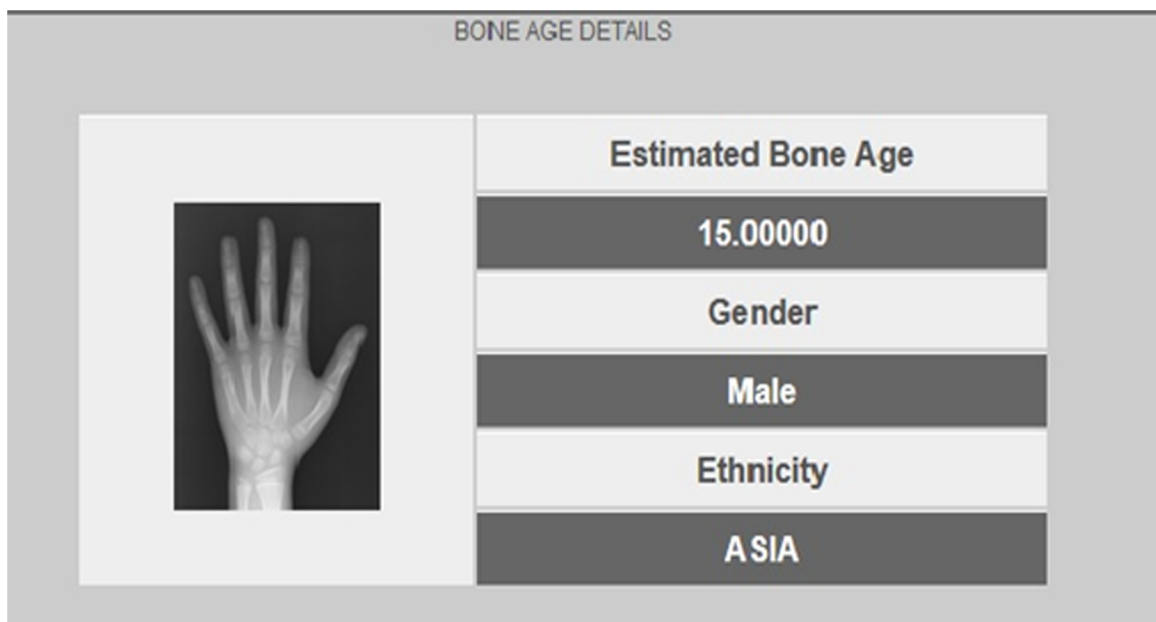 BONE AGE DETAILS
Estimated Bone Age
15.00000
Gender
Male
Ethnicity
ASIA